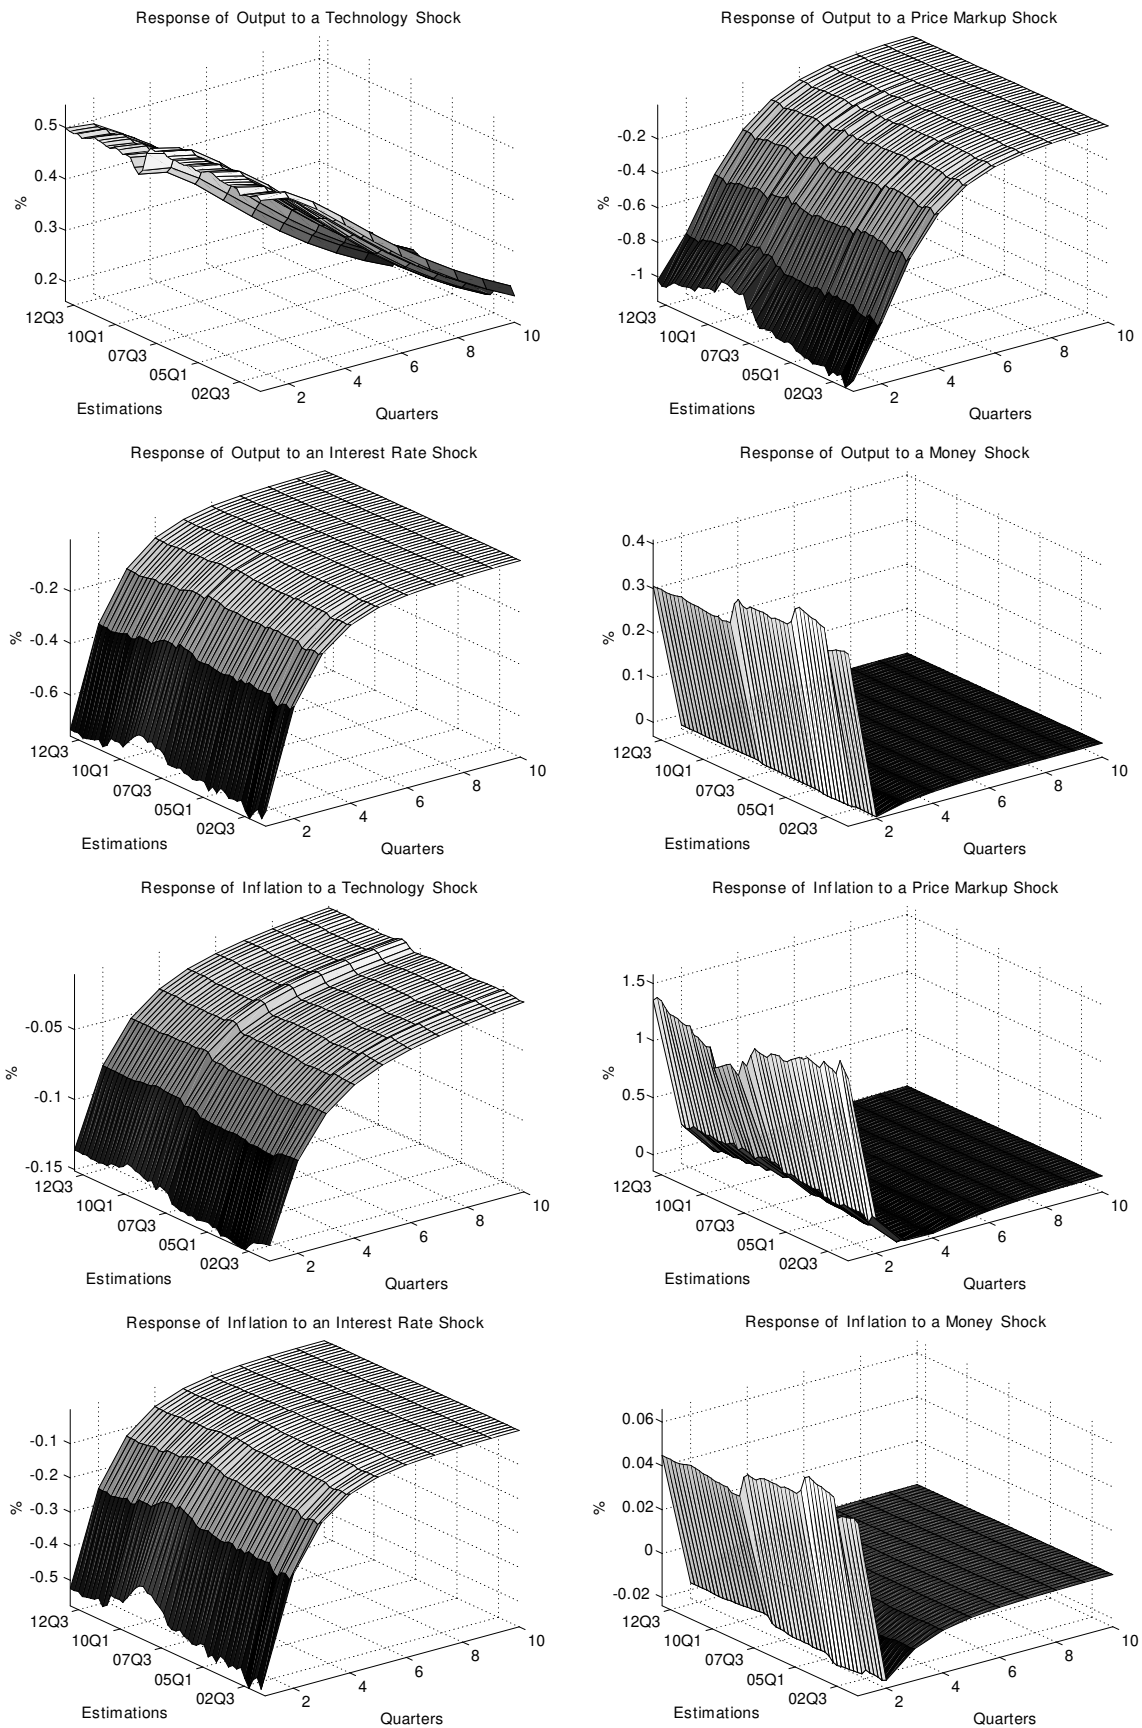 Response of Output to a Technology Shock
0.5
0.4
0.3
0.2
%
12Q3
10Q1
07Q3
05Q1
02Q3
Estimations
2
4
6
8
10
Quarters
Response of Output to a Price Markup Shock
-0.2
-0.4
-0.6
-0.8
-1
%
12Q3
10Q1
07Q3
05Q1
02Q3
Estimations
2
4
6
8
10
Quarters
Response of Output to an Interest Rate Shock
-0.2
-0.4
-0.6
%
12Q3
10Q1
07Q3
05Q1
02Q3
Estimations
2
4
6
8
10
Quarters
Response of Output to a Money Shock
0.4
0.3
0.2
0.1
0
%
12Q3
10Q1
07Q3
05Q1
02Q3
Estimations
2
4
6
8
10
Quarters
Response of Inflation to a Technology Shock
-0.05
-0.1
-0.15
%
12Q3
10Q1
07Q3
05Q1
02Q3
Estimations
2
4
6
8
10
Quarters
Response of Inflation to a Price Markup Shock
1.5
1
0.5
0
%
12Q3
10Q1
07Q3
05Q1
02Q3
Estimations
2
4
6
8
10
Quarters
Response of Inflation to an Interest Rate Shock
-0.1
-0.2
-0.3
-0.4
-0.5
%
12Q3
10Q1
07Q3
05Q1
02Q3
Estimations
2
4
6
8
10
Quarters
Response of Inflation to a Money Shock
0.06
0.04
0.02
0
-0.02
%
12Q3
10Q1
07Q3
05Q1
02Q3
Estimations
2
4
6
8
10
Quarters